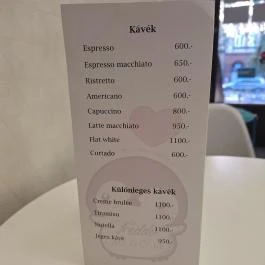 Kávék
Espresso 600.-
Espresso macchiato 650.-
Ristretto 600.-
Americano 600.-
Capuccino 800.-
Latte macchiato 950.-
Flat white 1100.-
Cortado 600.-
Különleges kávék
Creme brulee 1100.-
Tiramisu 1100.-
Nutella 1100.-
Jeges kávé 950.-